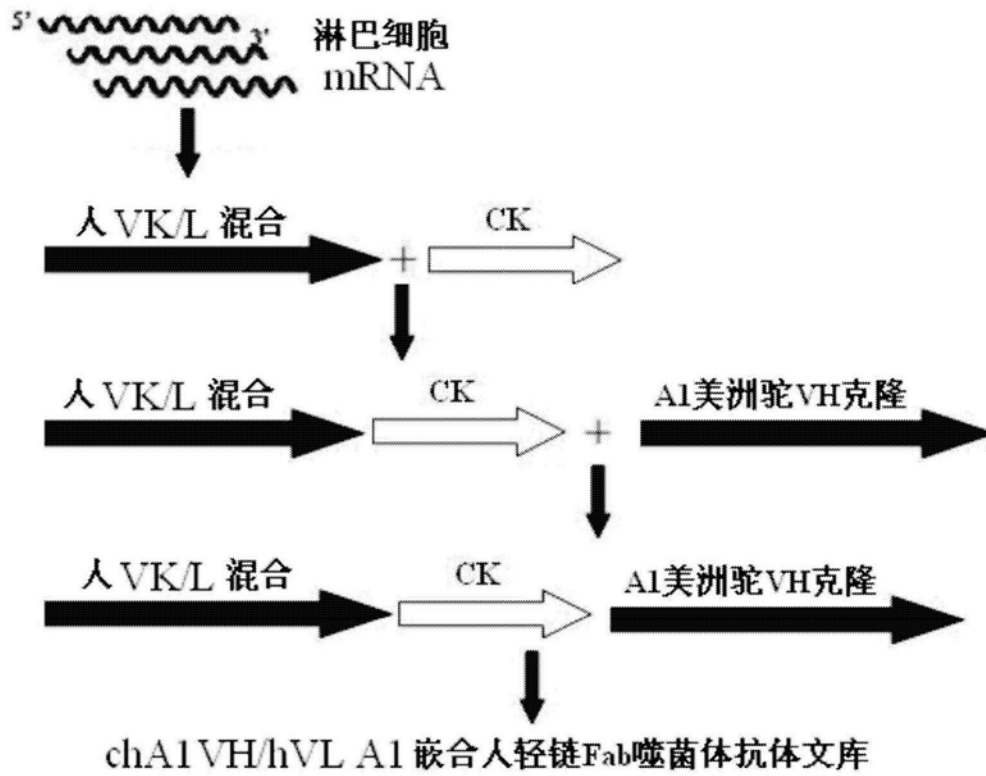 5'
3'
淋巴细胞
mRNA
人VK/L 混合
CK
+
人VK/L 混合
CK
A1美洲驼VH克隆
+
人VK/L 混合
CK
A1美洲驼VH克隆
chA1VH/hVL A1嵌合人轻链Fab噬菌体抗体文库